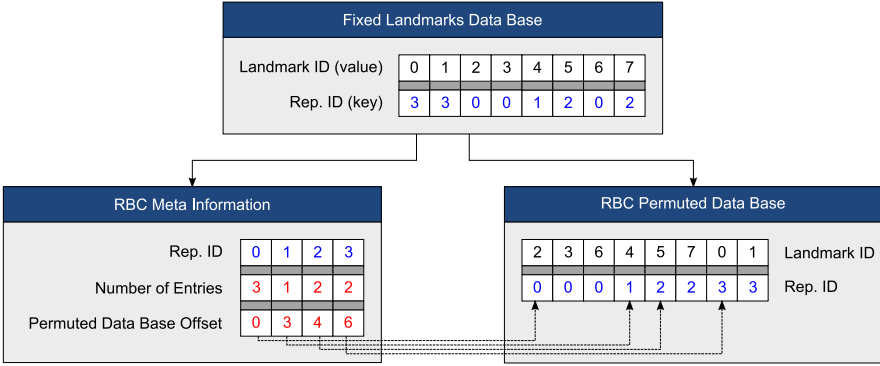 Fixed Landmarks Data Base
Landmark ID (value) 0 1 2 3 4 5 6 7
Rep. ID (key) 3 3 0 0 1 2 0 2
RBC Meta Information
Rep. ID 0 1 2 3
Number of Entries 3 1 2 2
Permuted Data Base Offset 0 3 4 6
RBC Permuted Data Base
2 3 6 4 5 7 0 1 Landmark ID
0 0 0 1 2 2 3 3 Rep. ID